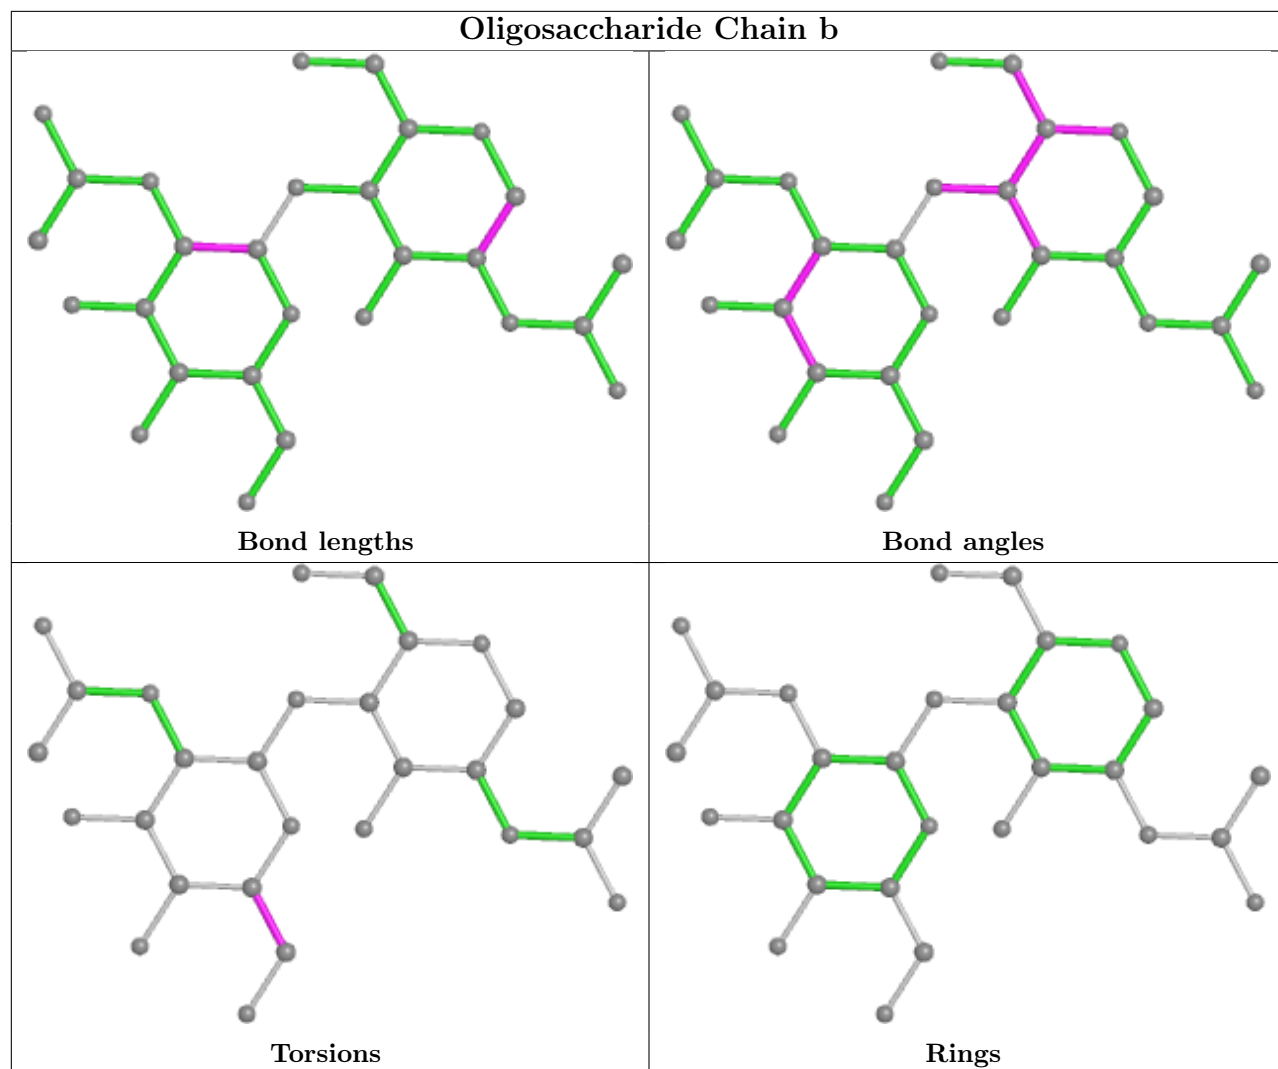 Oligosaccharide Chain b
Bond lengths
Bond angles
Torsions
Rings